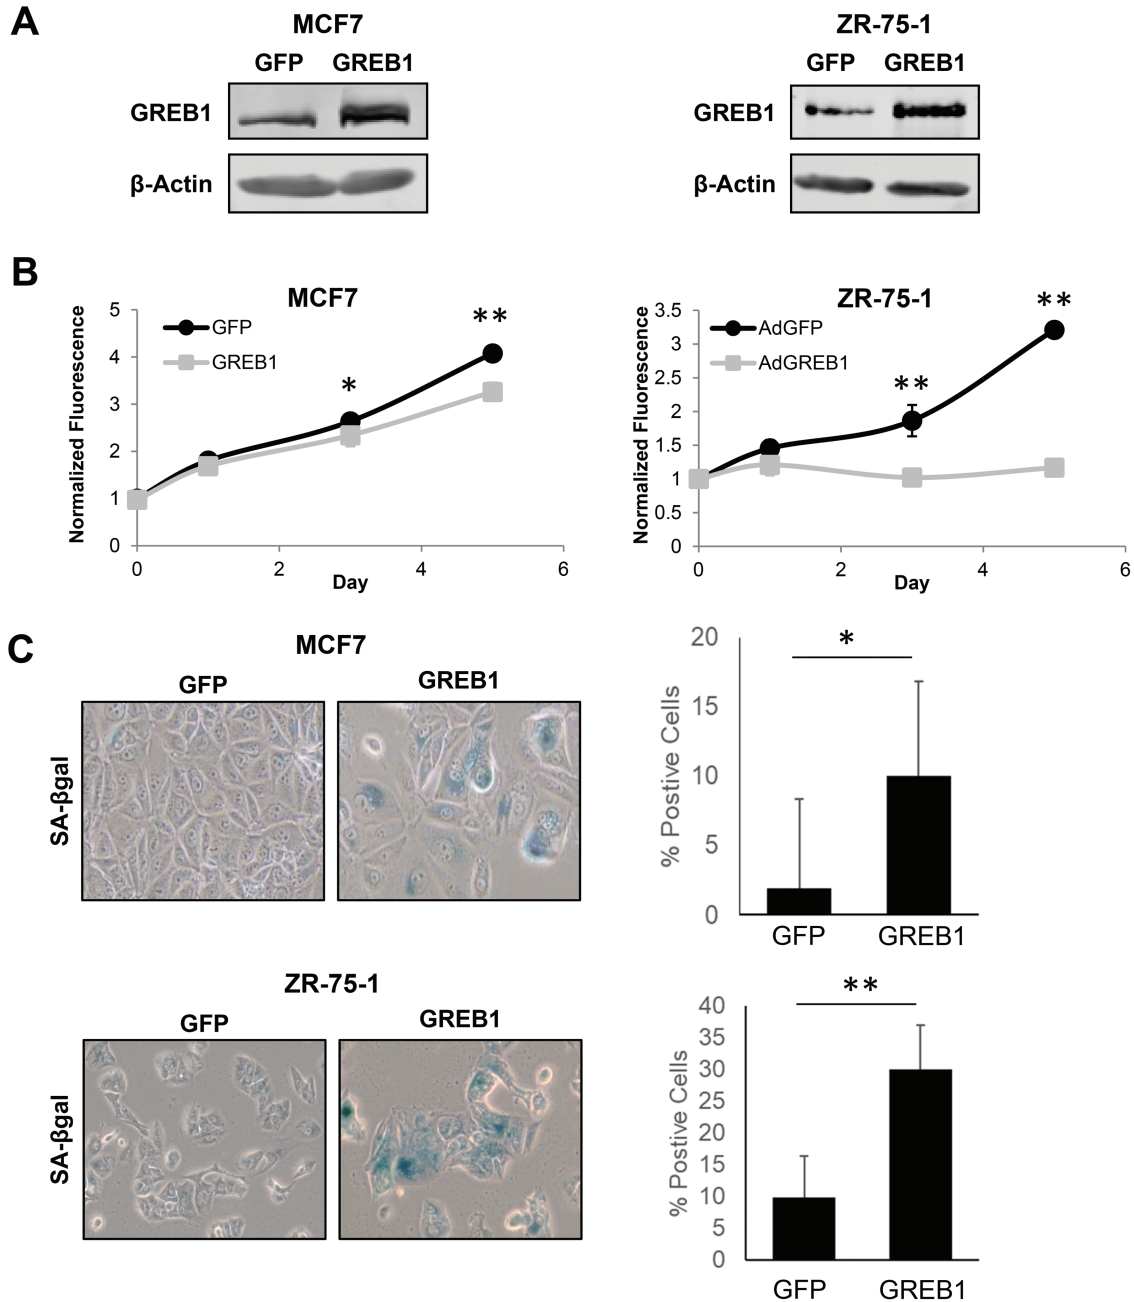 A
MCF7
ZR-75-1
GFP GREB1
GFP GREB1
GREB1
GREB1
β-Actin
β-Actin
B
MCF7
ZR-75-1
Normalized Fluorescence
5
4
3
2
1
0
GFP
GREB1
*
**
0 2 4 6
Day
Normalized Fluorescence
3.5
3
2.5
2
1.5
1
0.5
0
AdGFP
AdGREB1
**
**
0 2 4 6
Day
C
MCF7
GFP
GREB1
SA-βgal
% Postive Cells
20
15
10
5
0
*
GFP GREB1
ZR-75-1
GFP
GREB1
SA-βgal
% Postive Cells
40
35
30
25
20
15
10
5
0
**
GFP GREB1